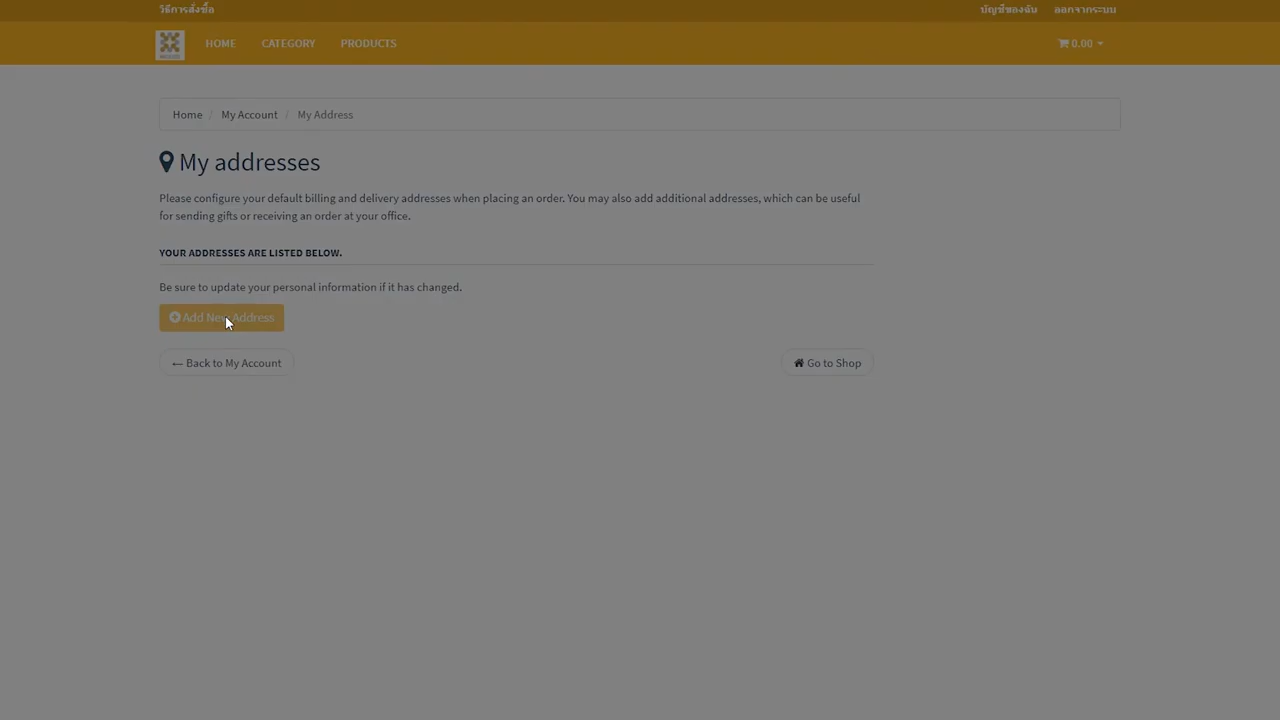 วิธีการสั่งซื้อ
บัญชีของฉัน ออกจากระบบ
HOME CATEGORY PRODUCTS
0.00
Home / My Account / My Address
My addresses
Please configure your default billing and delivery addresses when placing an order. You may also add additional addresses, which can be useful
for sending gifts or receiving an order at your office.
YOUR ADDRESSES ARE LISTED BELOW.
Be sure to update your personal information if it has changed.
Add New Address
← Back to My Account
Go to Shop